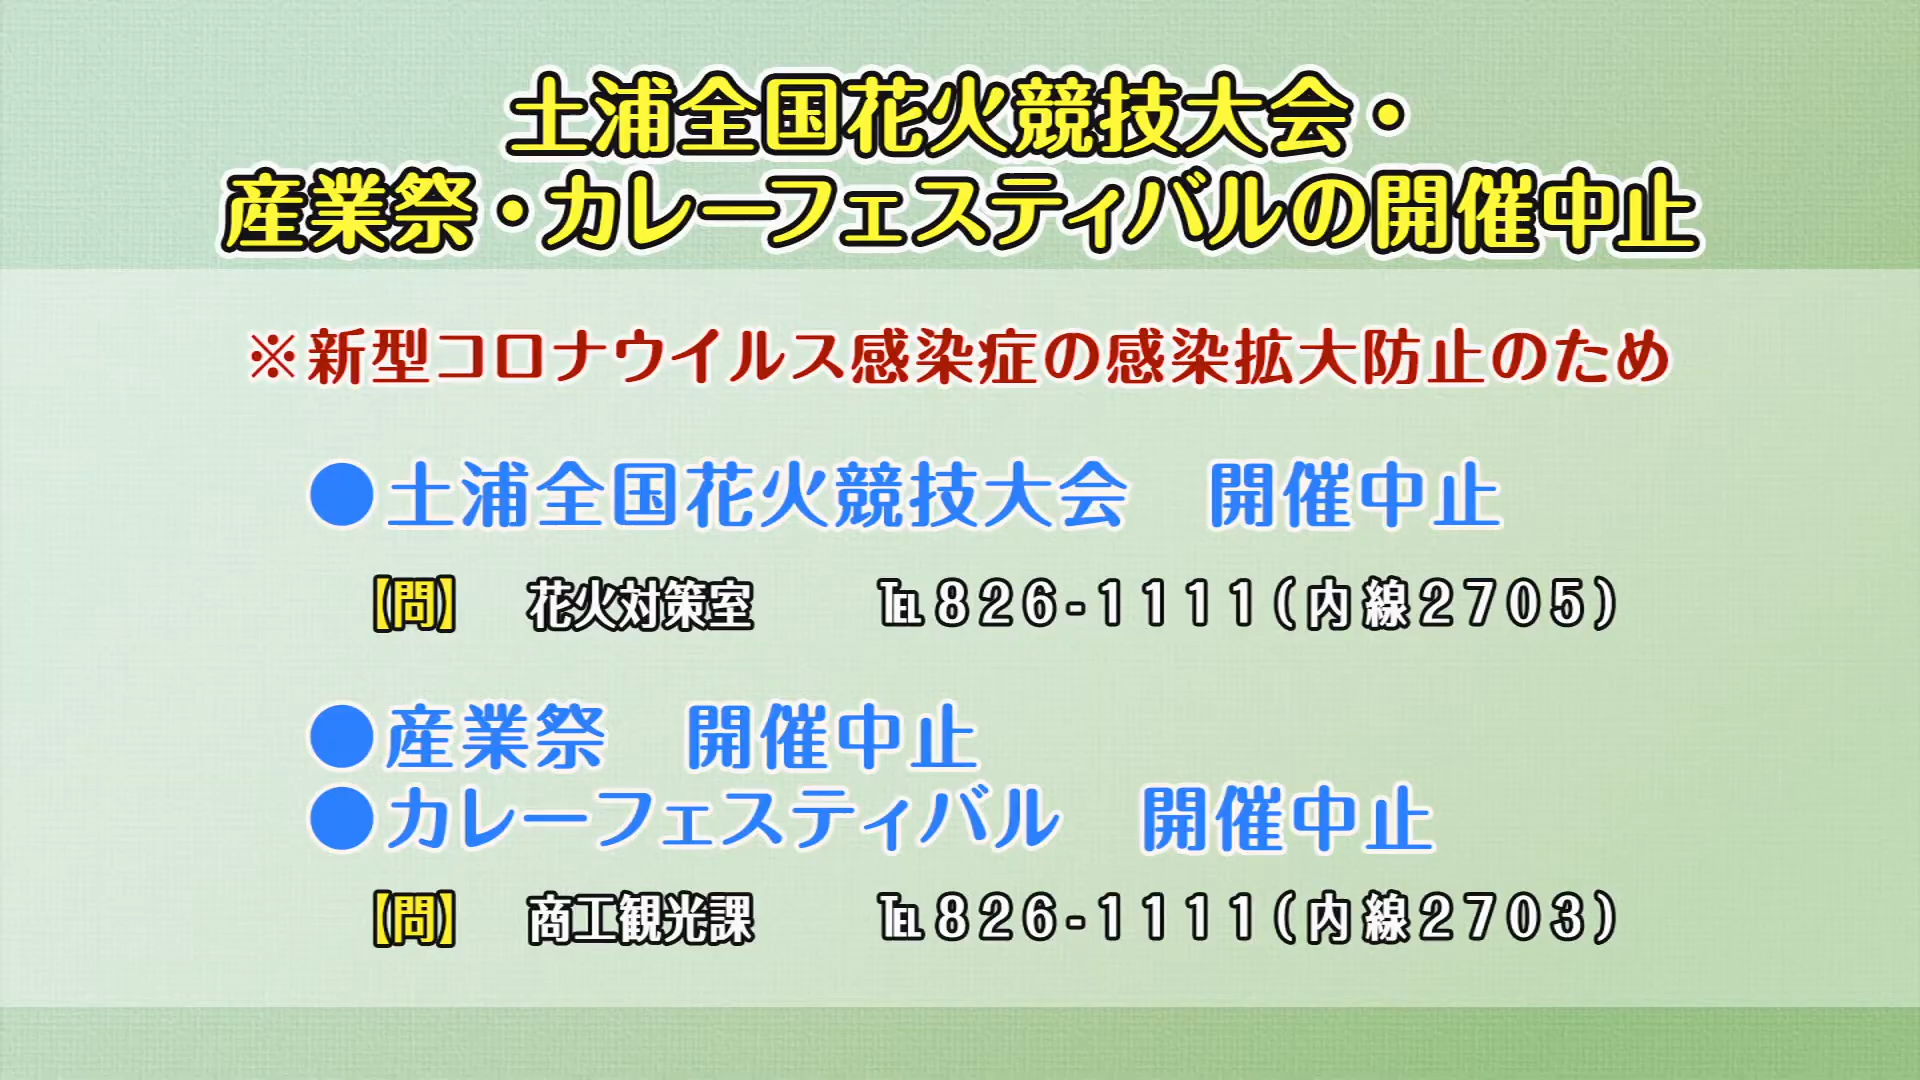 土浦全国花火競技大会・
産業祭・カレーフェスティバルの開催中止
※新型コロナウイルス感染症の感染拡大防止のため
●土浦全国花火競技大会　開催中止
【問】　花火対策室　　℡８２６-１１１１（内線２７０５）
●産業祭　開催中止
●カレーフェスティバル　開催中止
【問】　商工観光課　　℡８２６-１１１１（内線２７０３）